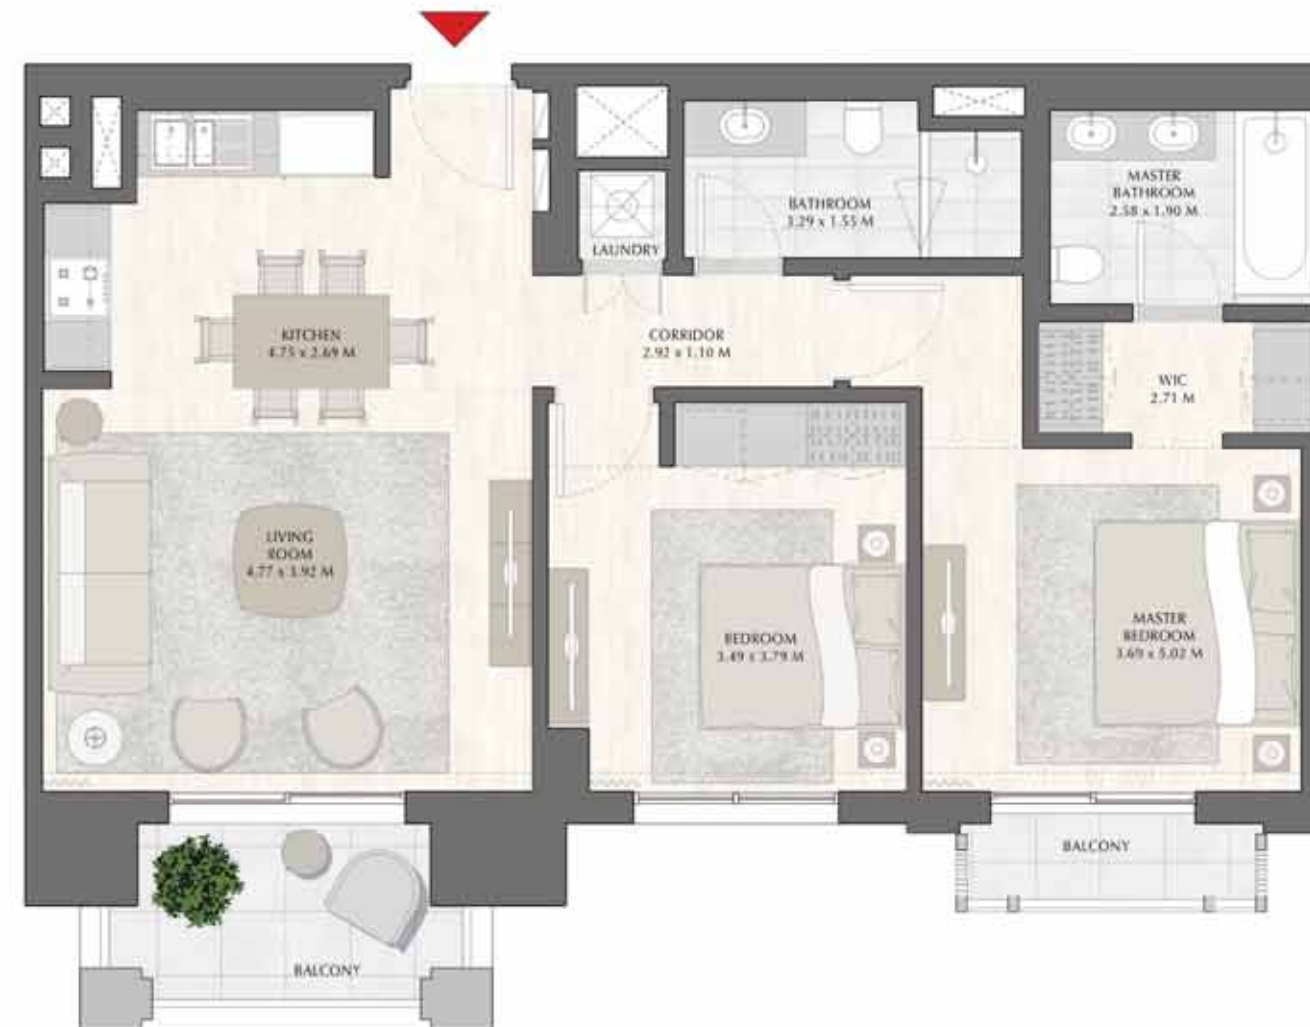 BATHROOM
3.29 x 1.55 M
MASTER
BATHROOM
2.58 x 1.90 M
LAUNDRY
KITCHEN
4.75 x 2.69 M
CORRIDOR
2.92 x 1.10 M
WIC
2.71 M
LIVING
ROOM
4.77 x 3.92 M
BEDROOM
3.49 x 3.79 M
MASTER
BEDROOM
3.69 x 5.02 M
BALCONY
BALCONY